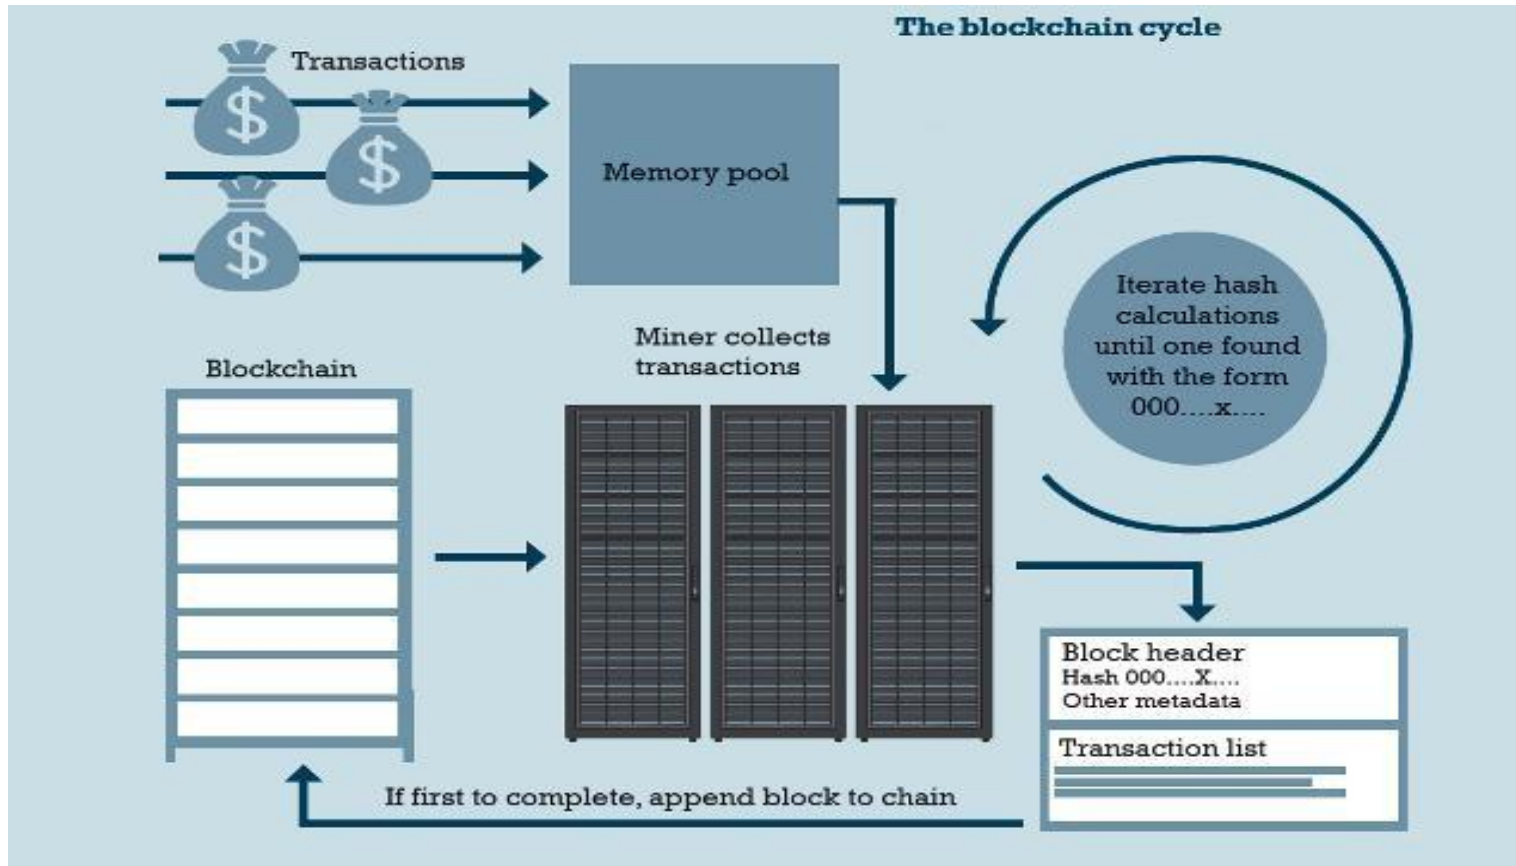 The blockchain cycle
Transactions
$
$
$
Memory pool
Miner collects
transactions
Iterate hash
calculations
until one found
with the form
000....x....
Blockchain
Block header
Hash 000....X....
Other metadata
Transaction list
If first to complete, append block to chain